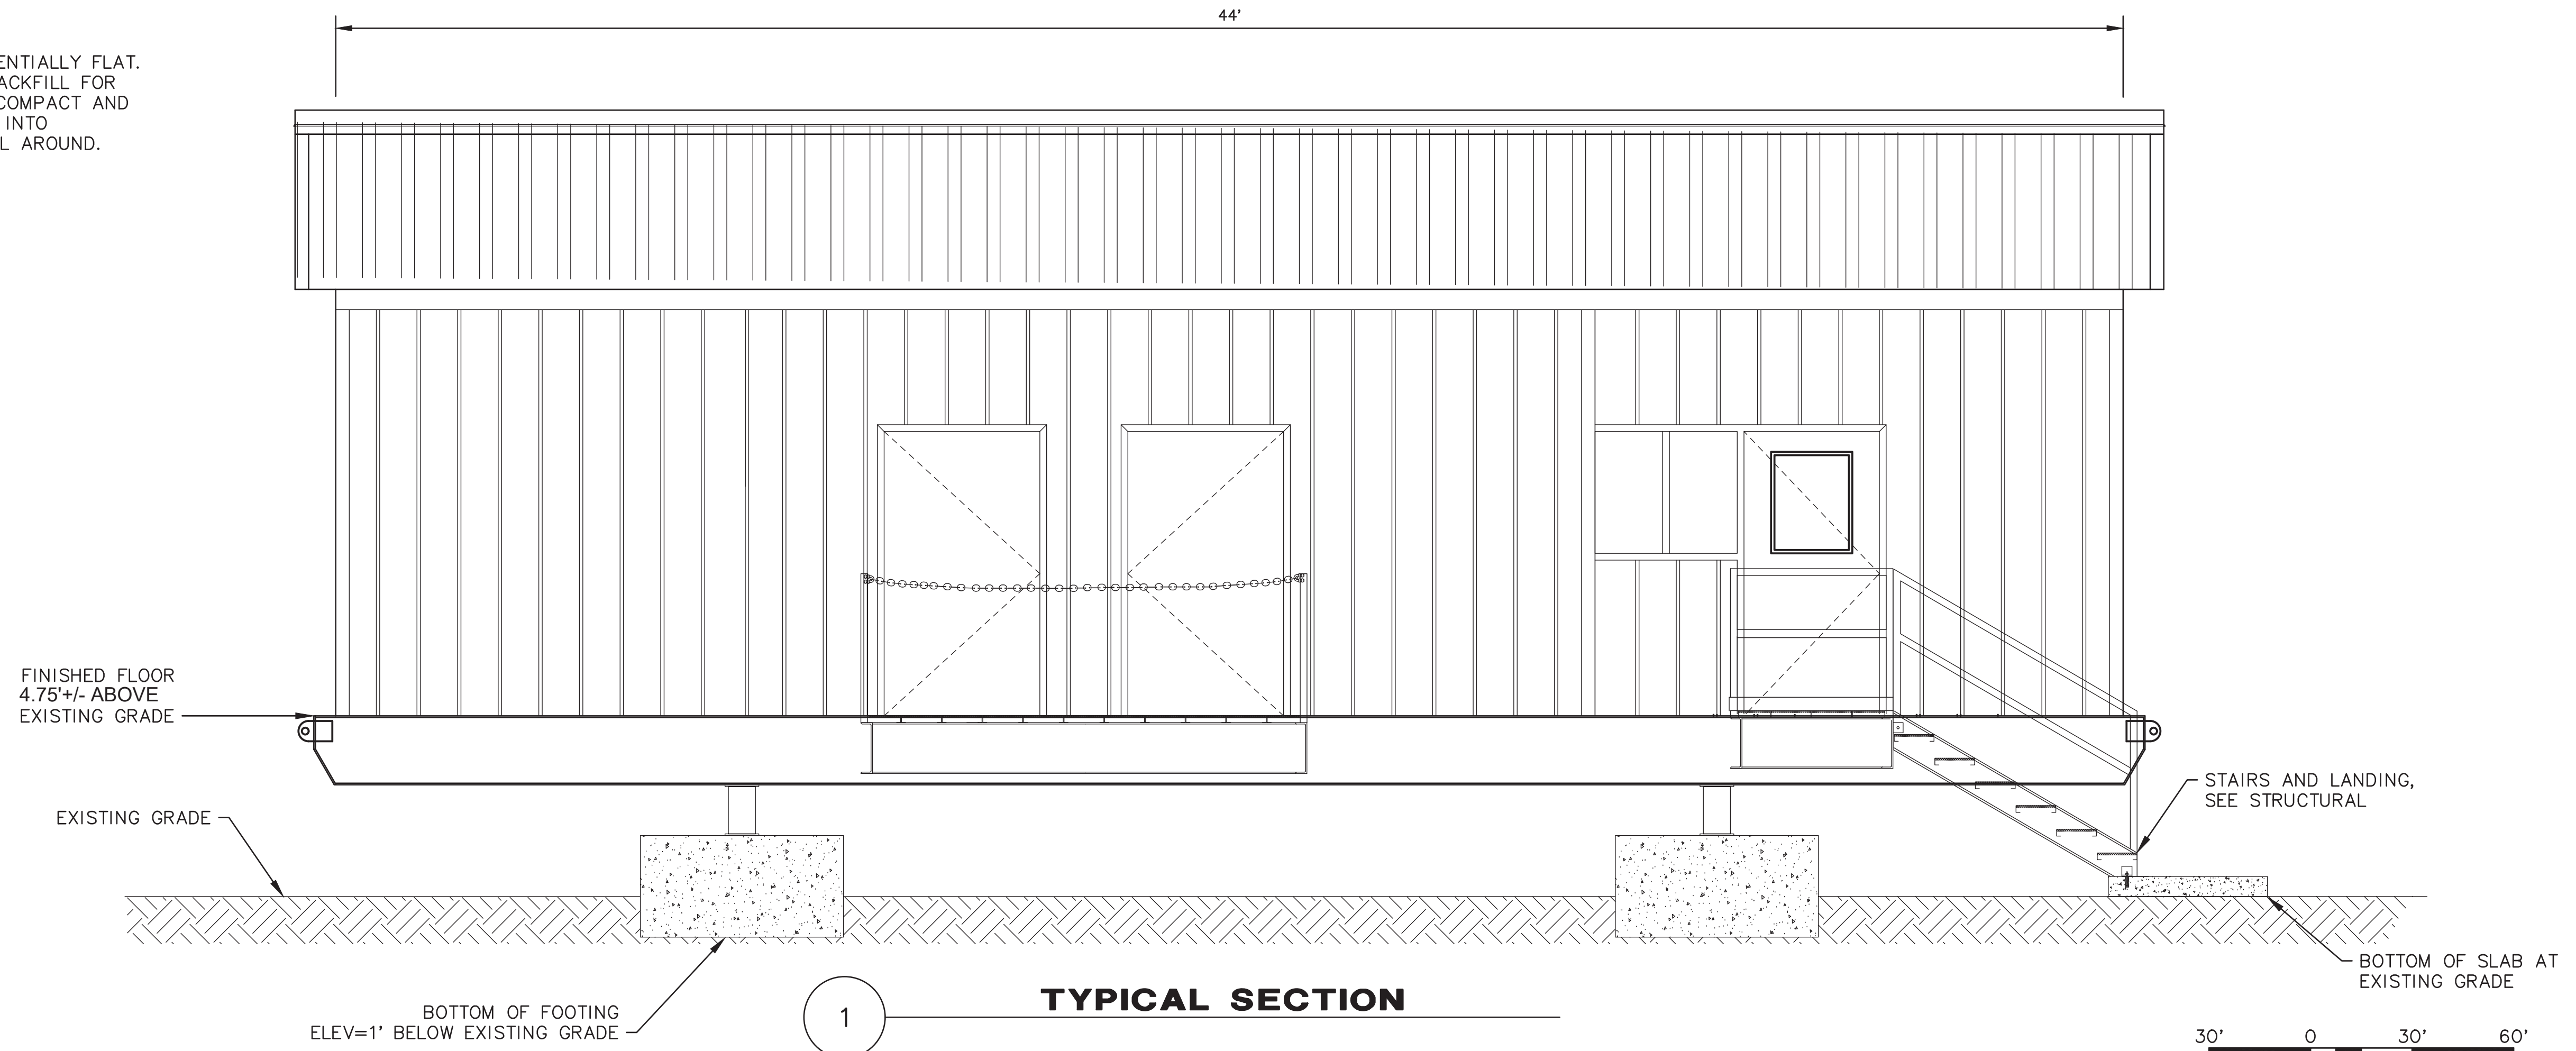 44'
ENTIALLY FLAT.
ACKFILL FOR
COMPACT AND
INTO
L AROUND.
FINISHED FLOOR
4.75'+/- ABOVE
EXISTING GRADE
EXISTING GRADE
STAIRS AND LANDING,
SEE STRUCTURAL
BOTTOM OF SLAB AT
EXISTING GRADE
BOTTOM OF FOOTING
ELEV=1' BELOW EXISTING GRADE
1
TYPICAL SECTION
30' 0 30' 60'